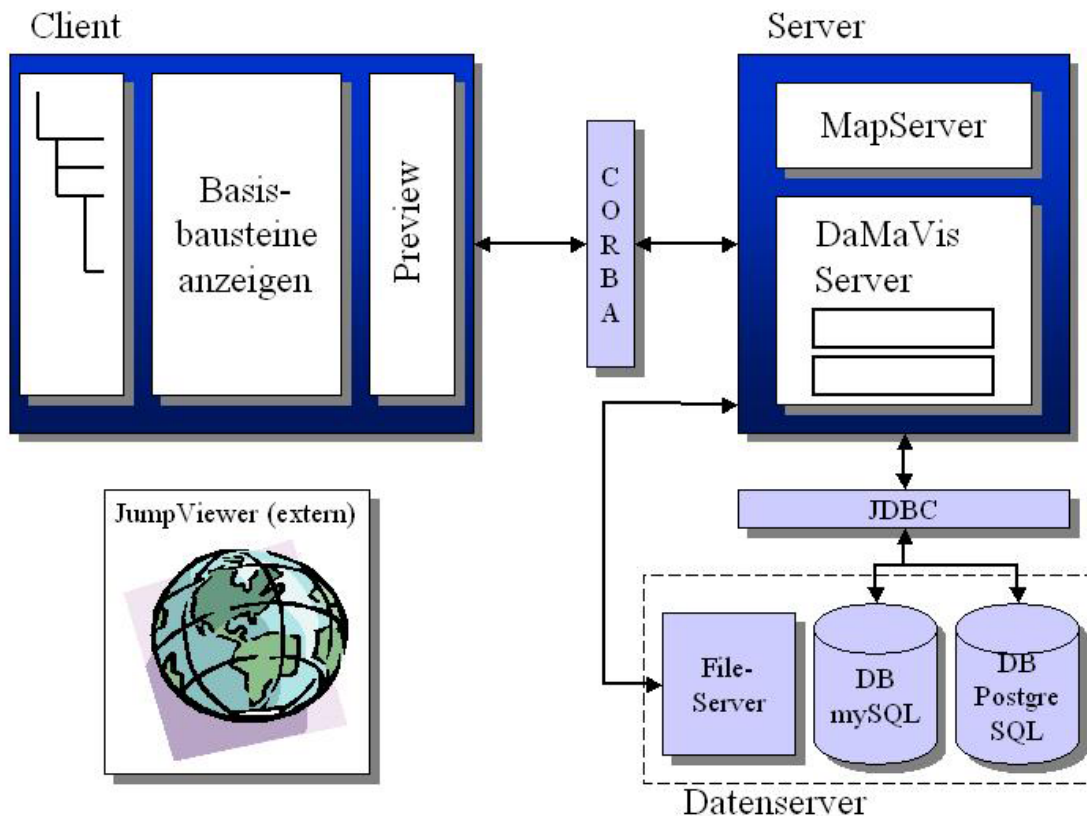 Client
Server
Basis-
bausteine
anzeigen
Preview
CORBA
MapServer
DaMaVis
Server
JDBC
JumpViewer (extern)
File-
Server
DB
mySQL
DB
Postgre
SQL
Datenserver